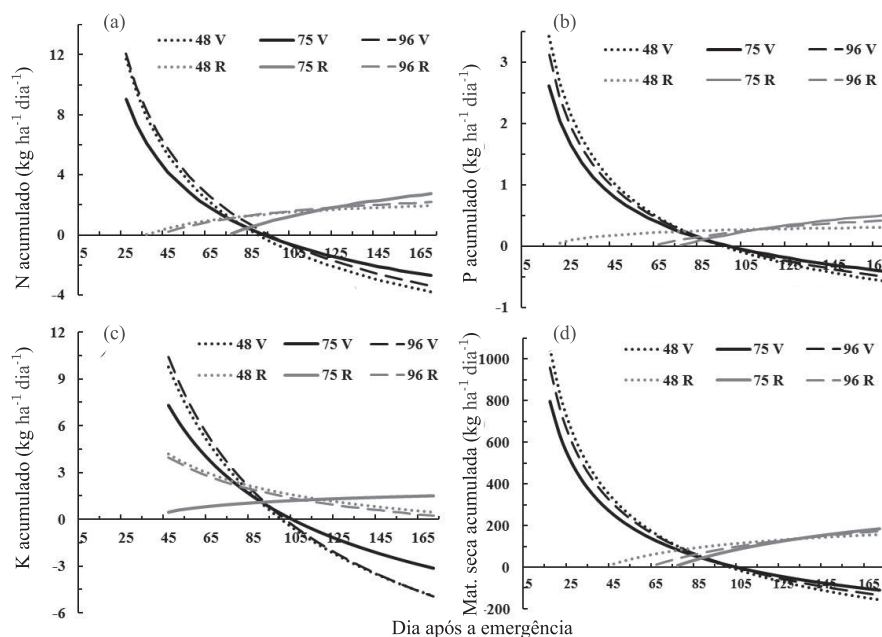 (a)
48 V 75 V 96 V
48 R 75 R 96 R
N acumulado (kg ha⁻¹ dia⁻¹)
12
8
4
0
-4
5 25 45 65 85 105 125 145 165
(b)
48 V 75 V 96 V
48 R 75 R 96 R
P acumulado (kg ha⁻¹ dia⁻¹)
3
2
1
0
-1
5 25 45 65 85 105 125 145 165
(c)
48 V 75 V 96 V
48 R 75 R 96 R
K acumulado (kg ha⁻¹ dia⁻¹)
12
9
6
3
0
-3
-6
5 25 45 65 85 105 125 145 165
(d)
48 V 75 V 96 V
48 R 75 R 96 R
Mat. seca acumulada (kg ha⁻¹ dia⁻¹)
1000
800
600
400
200
0
-200
5 25 45 65 85 105 125 145 165
Dia após a emergência